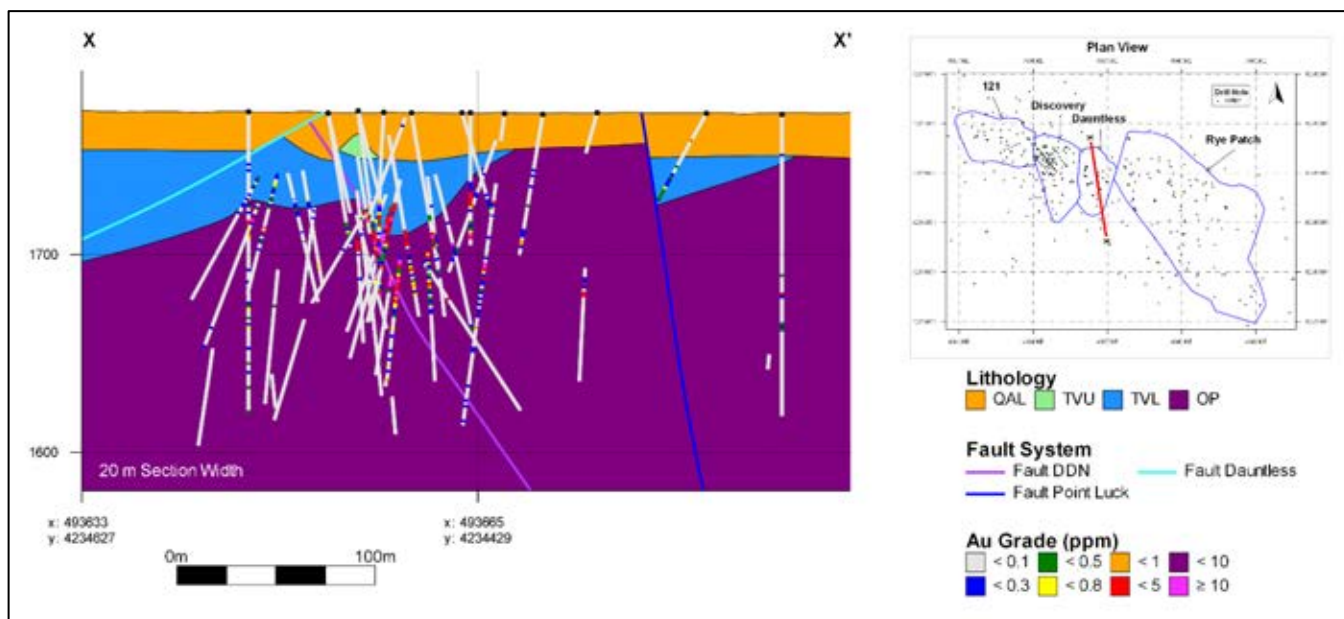 X
X'
1700
1600
20 m Section Width
x: 493633
y: 4234627
x: 493665
y: 4234429
0m
100m
Plan View
121
Discovery
Dauntless
Rye Patch
Drill Hole
Lithology
QAL
TVU
TVL
OP
Fault System
Fault DDN
Fault Dauntless
Fault Point Luck
Au Grade (ppm)
< 0.1
< 0.5
< 1
< 10
< 0.3
< 0.8
< 5
≥ 10